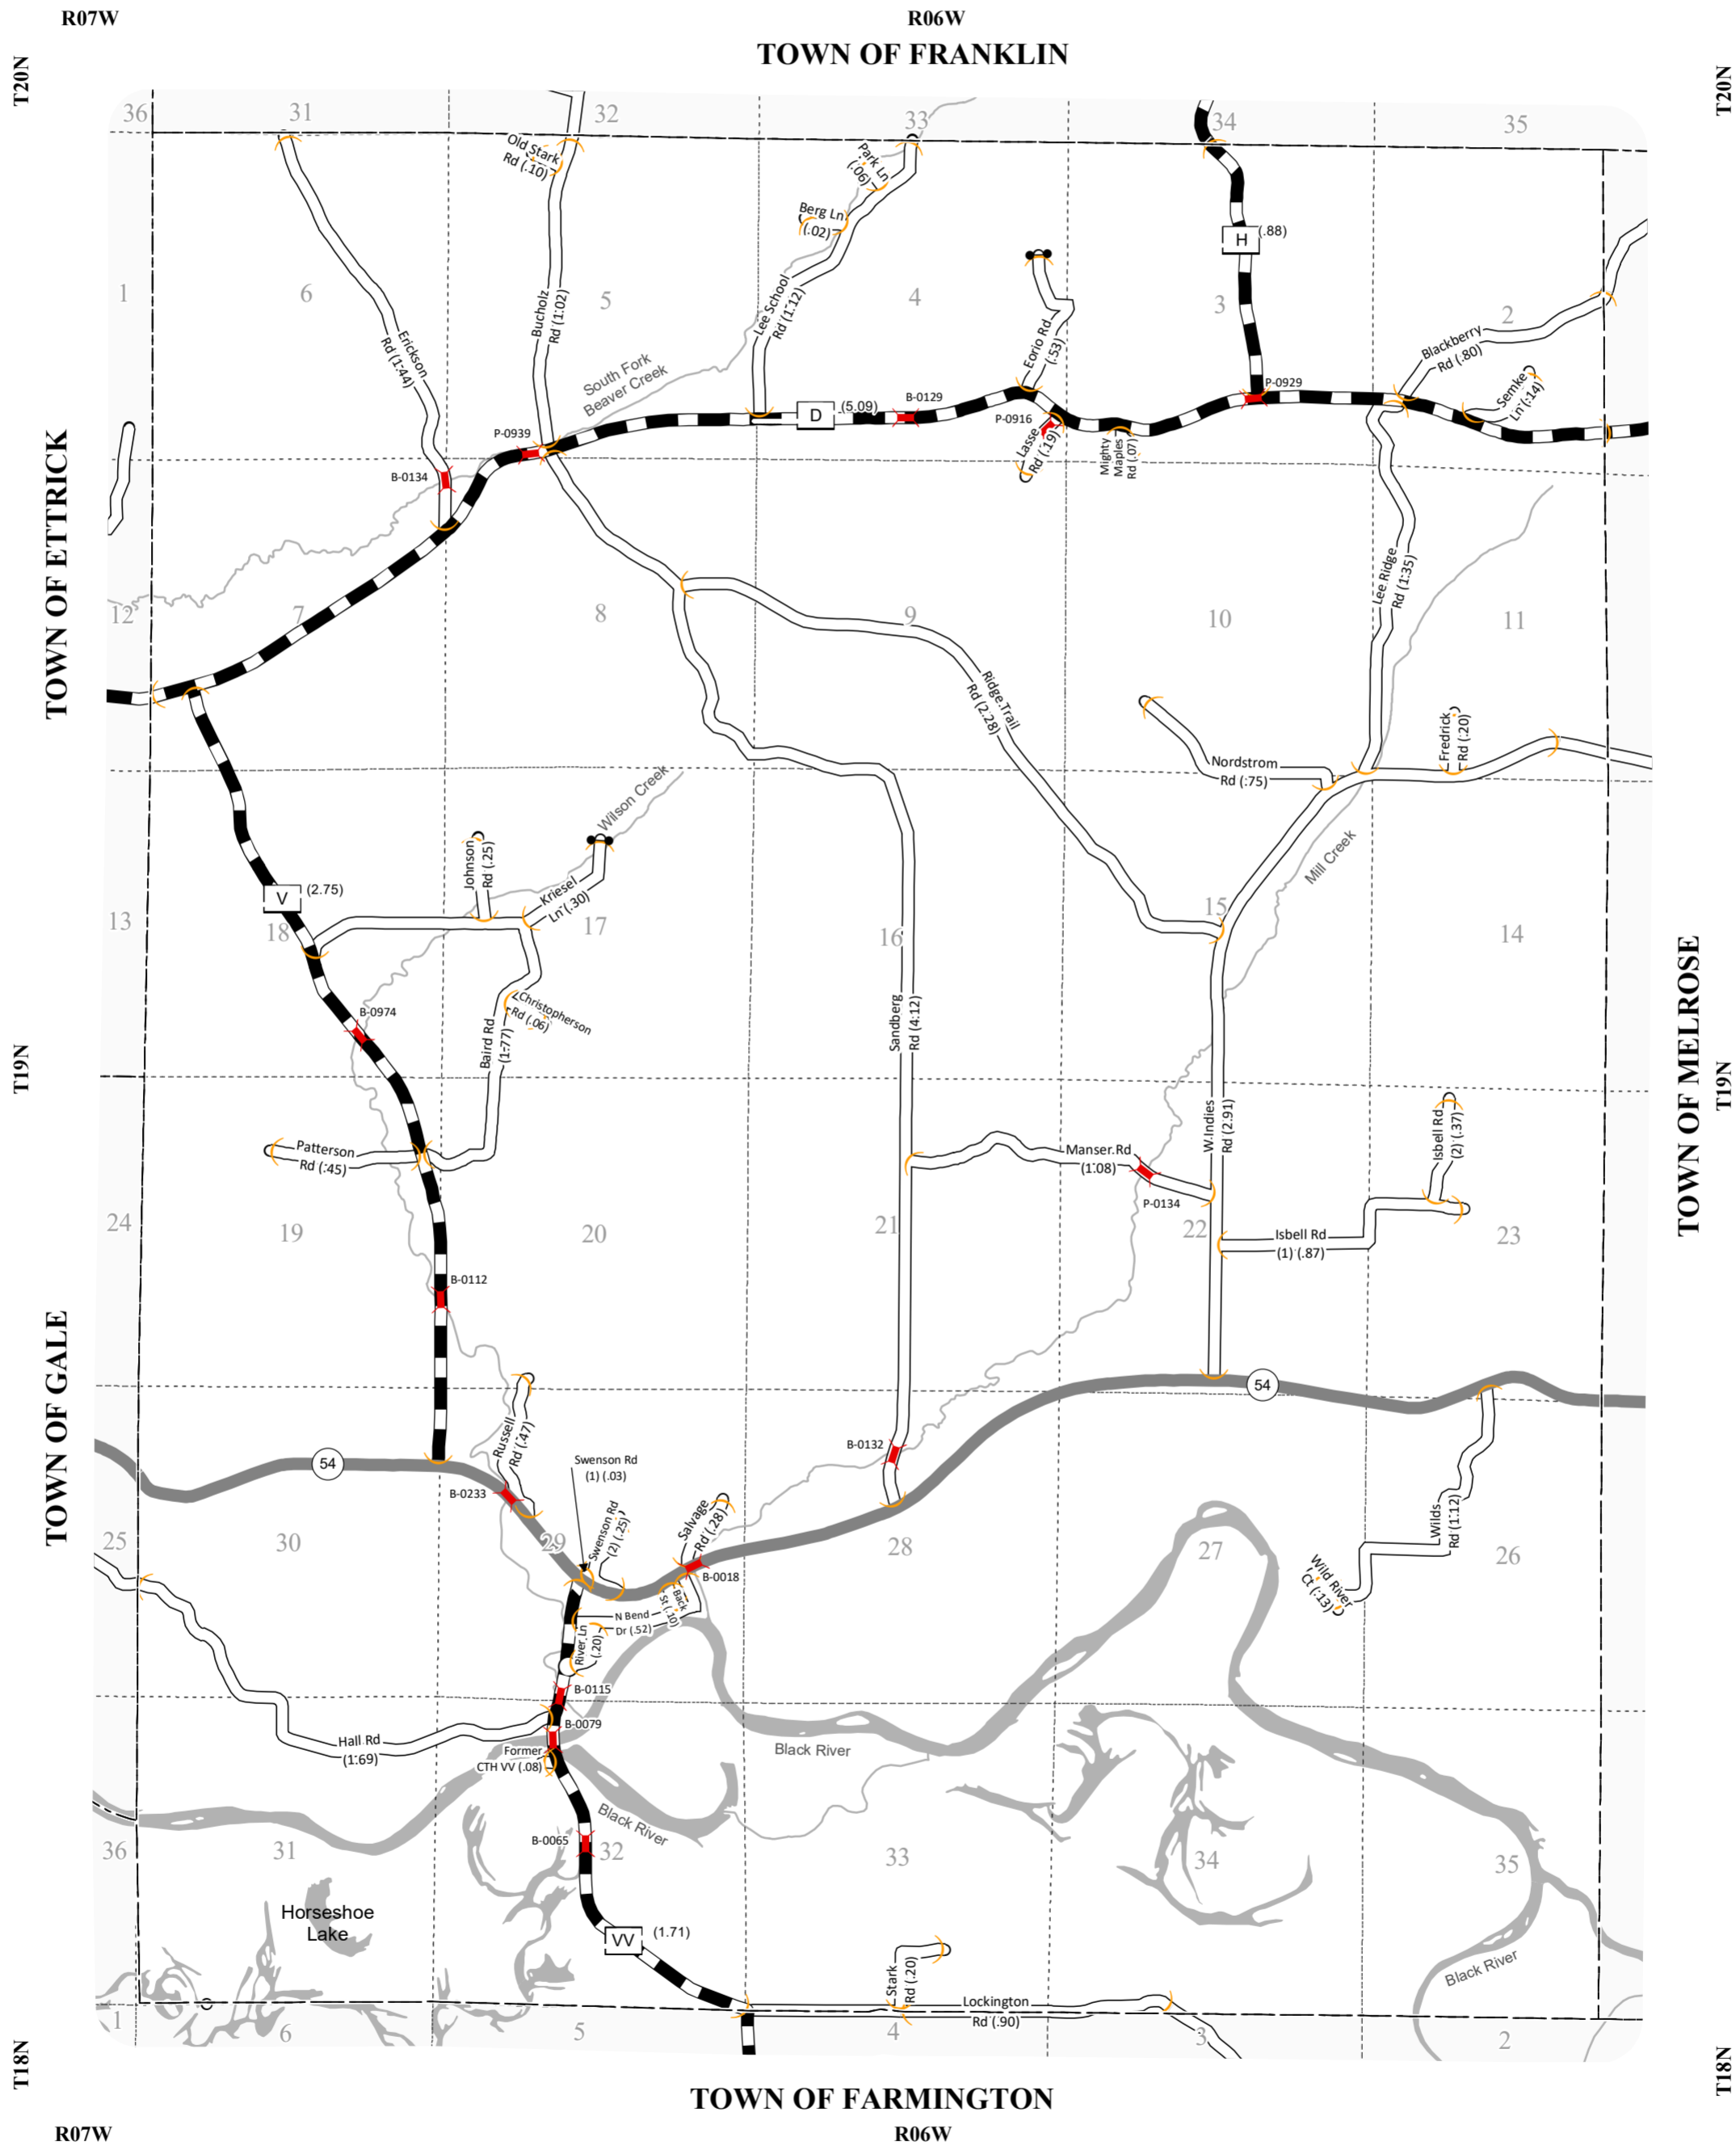 R07W
R06W
TOWN OF FRANKLIN
T20N
T20N
36
31
32
33
34
35
Old Stark
Rd (.10)
Park Ln
(.06)
Berg Ln
(.02)
H
(.88)
1
6
5
4
3
2
Erickson
Rd (1.44)
Bucholz
Rd (1.02)
Lee School
Rd (1.12)
Eorio Rd
(.53)
Blackberry
Rd (.80)
Semke
Ln (.14)
South Fork
Beaver Creek
D
(5.09)
B-0129
P-0929
P-0916
P-0939
B-0134
Lasse
Rd (.19)
Mighty
Maples
Rd (.07)
TOWN OF ETTRICK
12
7
8
9
10
11
Lee Ridge
Rd (1.35)
Ridge Trail
Rd (2.28)
Nordstrom
Rd (.75)
Fredrick
Rd (.20)
Wilson Creek
Mill Creek
Johnson
Rd (.25)
Kriesel
Ln (.30)
V
(2.75)
13
18
17
16
15
14
B-0974
Christopherson
Rd (.06)
Baird Rd
(1.77)
Sandberg
Rd (4.12)
TOWN OF MELROSE
T19N
T19N
W.Indies
Rd (2.91)
Isbell Rd
(2) (.37)
Patterson
Rd (.45)
Manser Rd
(1.08)
P-0134
24
19
20
21
22
23
Isbell Rd
(1) (.87)
B-0112
TOWN OF GALE
54
54
Russell
Rd (.47)
B-0233
Swenson Rd
(1) (.03)
Swenson Rd
(2) (.25)
Salvage
Rd (.28)
B-0132
B-0018
Wilds
Rd (1.12)
25
30
29
28
27
26
Wild River
Ct (.13)
Back
St (.10)
N Bend
Dr (.52)
River Ln
(.20)
B-0115
B-0079
Hall Rd
(1.69)
Former
CTH VV (.08)
Black River
Black River
B-0065
36
31
32
33
34
35
Horseshoe
Lake
VV
(1.71)
Stark
Rd (.20)
Black River
Lockington
Rd (.90)
1
6
5
4
3
2
T18N
T18N
TOWN OF FARMINGTON
R07W
R06W